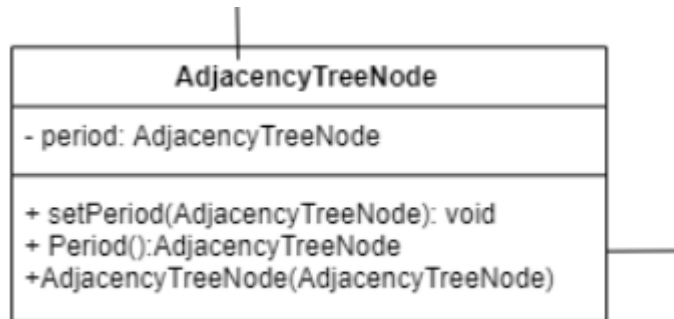 AdjacencyTreeNode
- period: AdjacencyTreeNode
+ setPeriod(AdjacencyTreeNode): void
+ Period():AdjacencyTreeNode
+AdjacencyTreeNode(AdjacencyTreeNode)